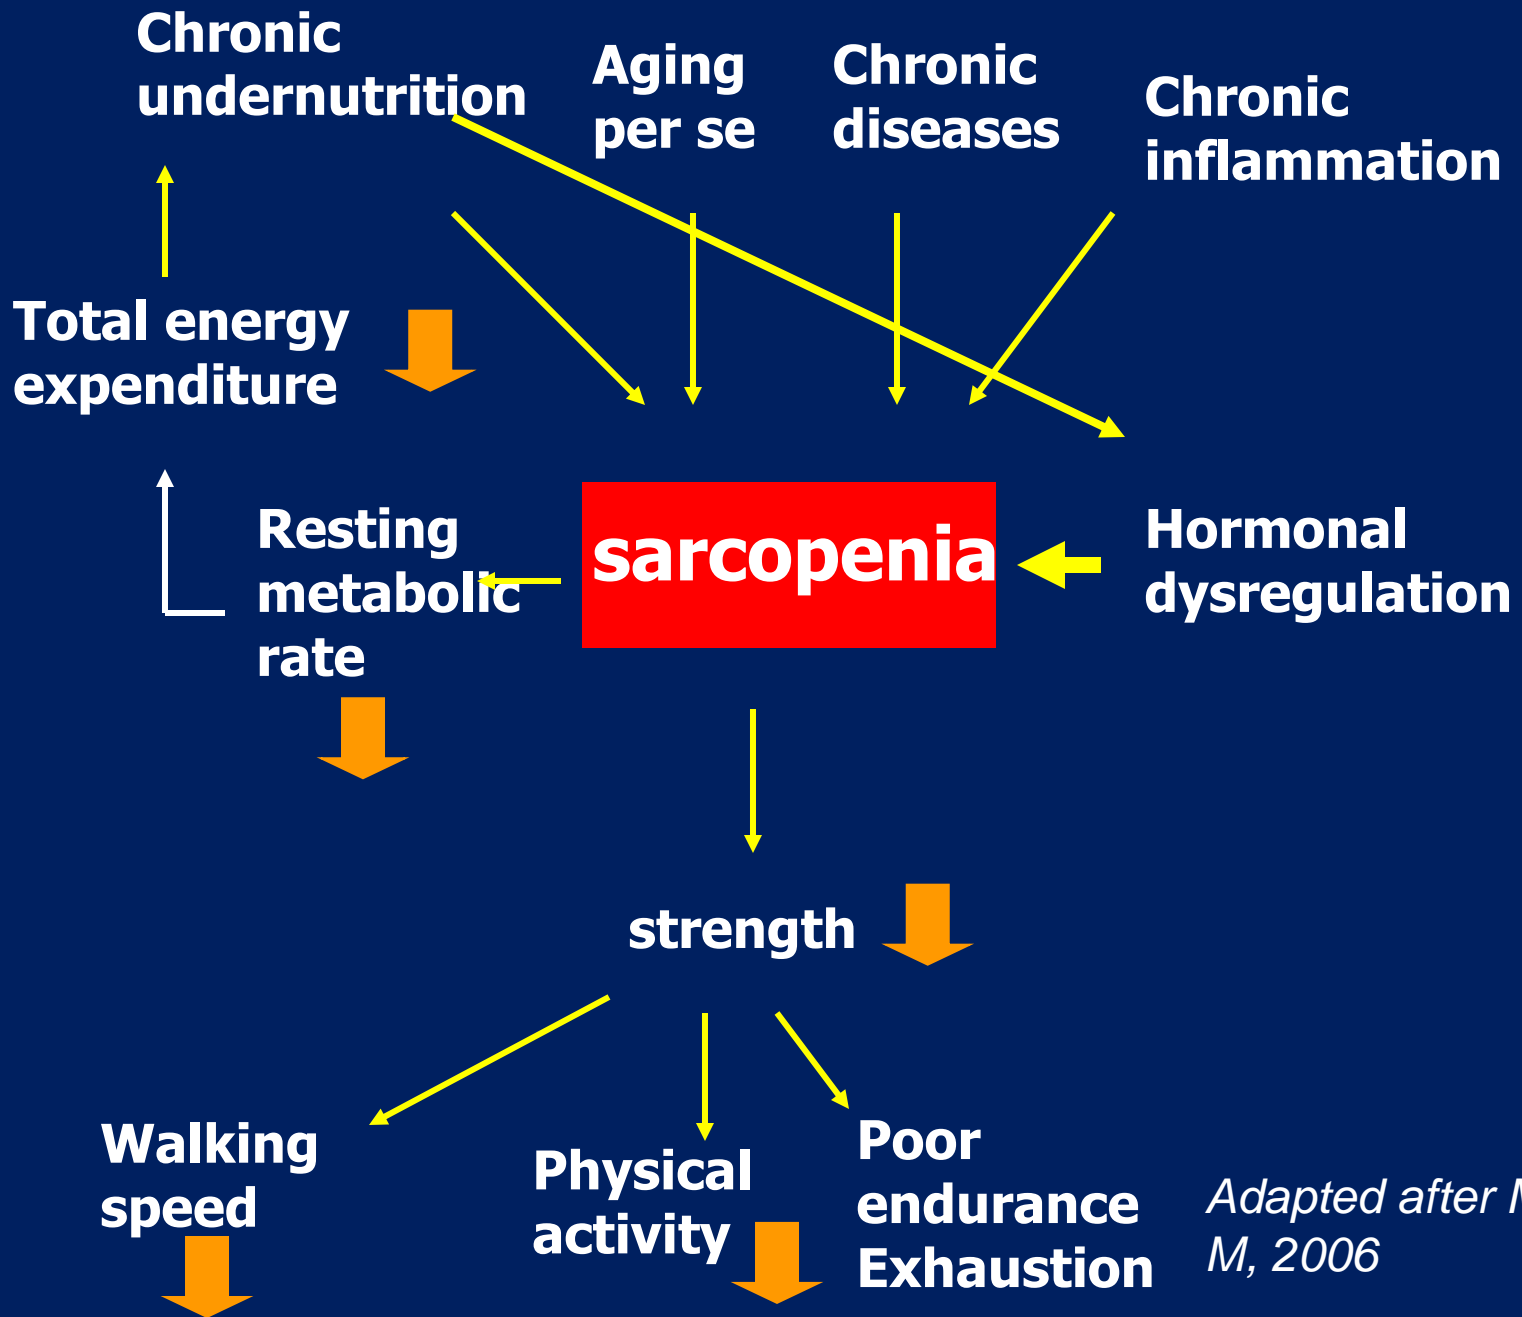 Chronic
undernutrition
Aging
per se
Chronic
diseases
Chronic
inflammation
Total energy
expenditure
Resting
metabolic
rate
sarcopenia
Hormonal
dysregulation
strength
Walking
speed
Physical
activity
Poor
endurance
Exhaustion
Adapted after
M, 2006